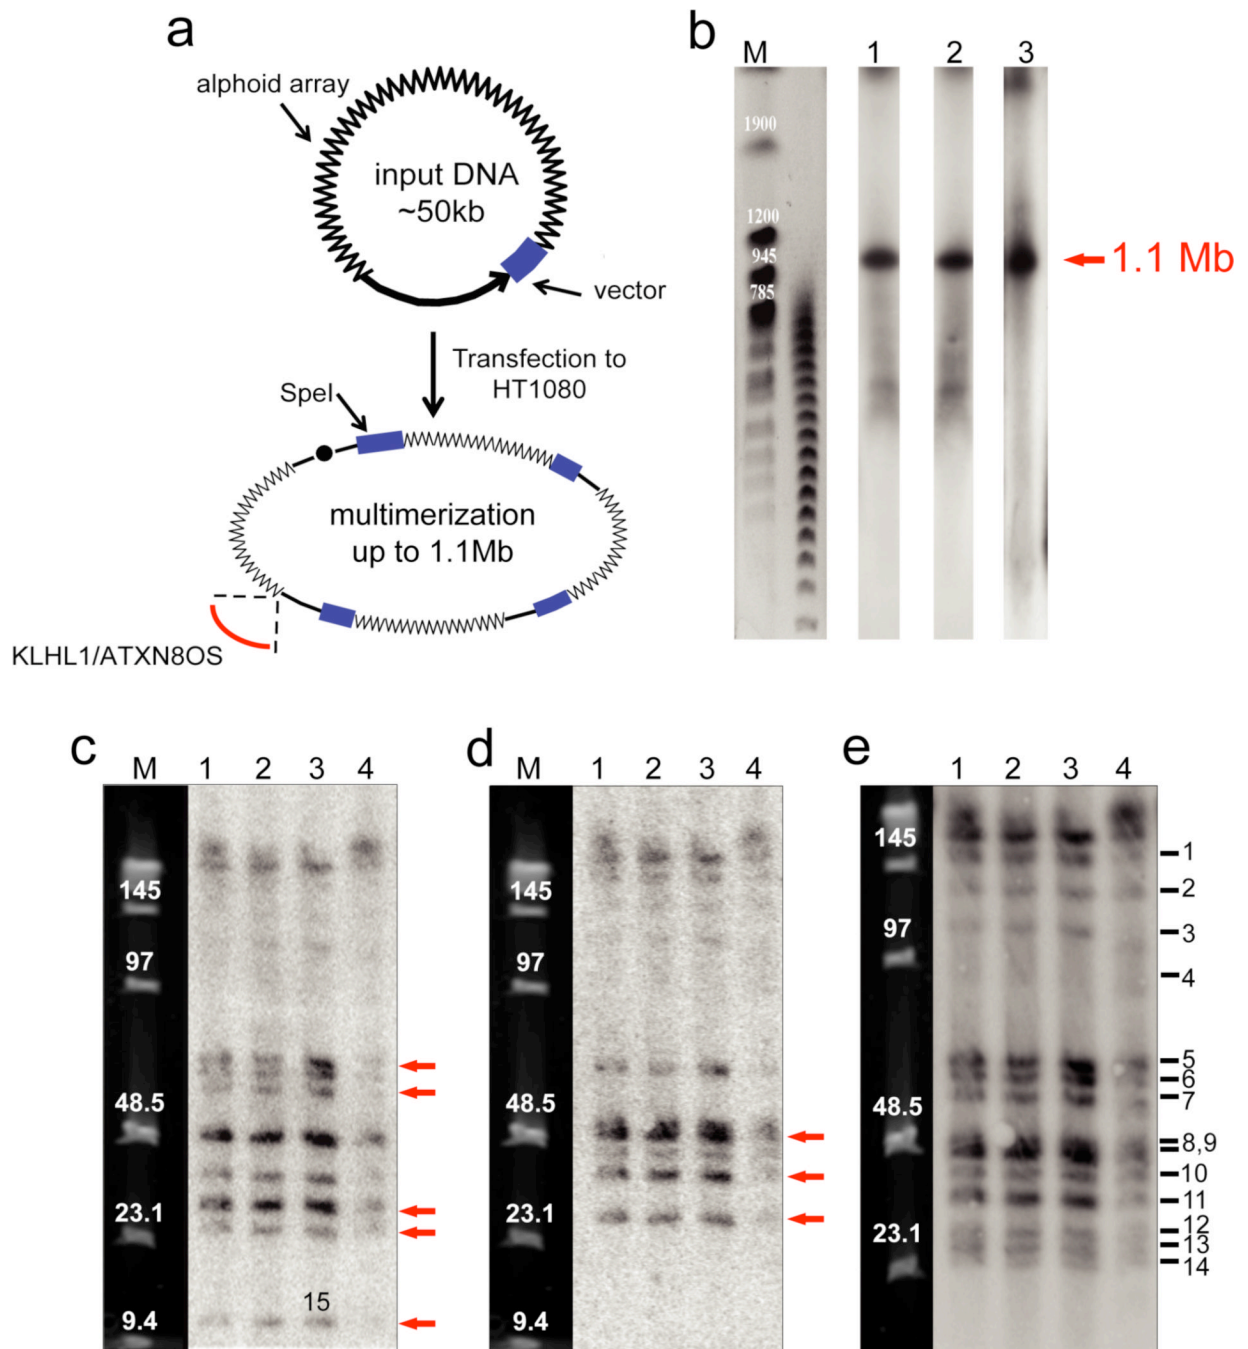 a
alphoid array
input DNA
~50kb
vector
Transfection to
HT1080
SpeI
multimerization
up to 1.1Mb
KLHL1/ATXN8OS
b
M 1 2 3
1900
1200
945
785
1.1 Mb
c
M 1 2 3 4
145
97
48.5
23.1
15
9.4
d
M 1 2 3 4
145
97
48.5
23.1
9.4
e
1 2 3 4
145
97
48.5
23.1
1
2
3
4
5
6
7
8,9
10
11
12
13
14